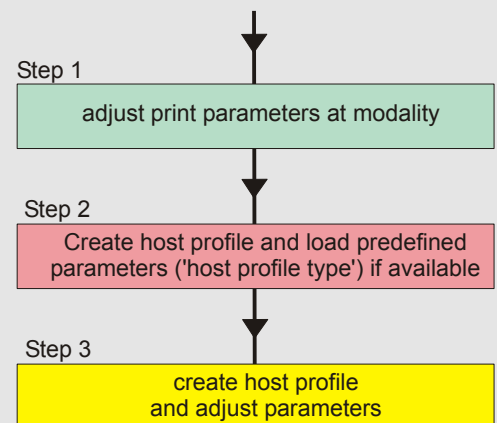 Step 1
adjust print parameters at modality
Step 2
Create host profile and load predefined
parameters ('host profile type') if available
Step 3
create host profile
and adjust parameters